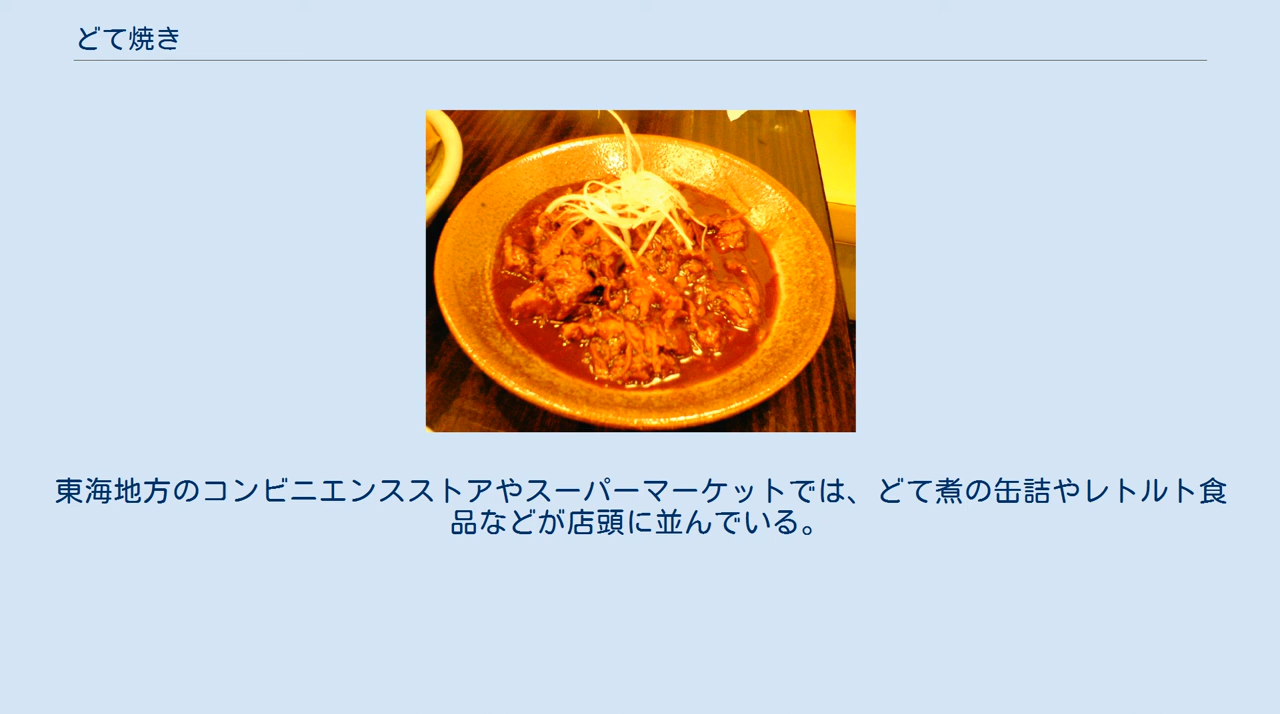 どて焼き
東海地方のコンビニエンスストアやスーパーマーケットでは、どて煮の缶詰やレトルト食
品などが店頭に並んでいる。